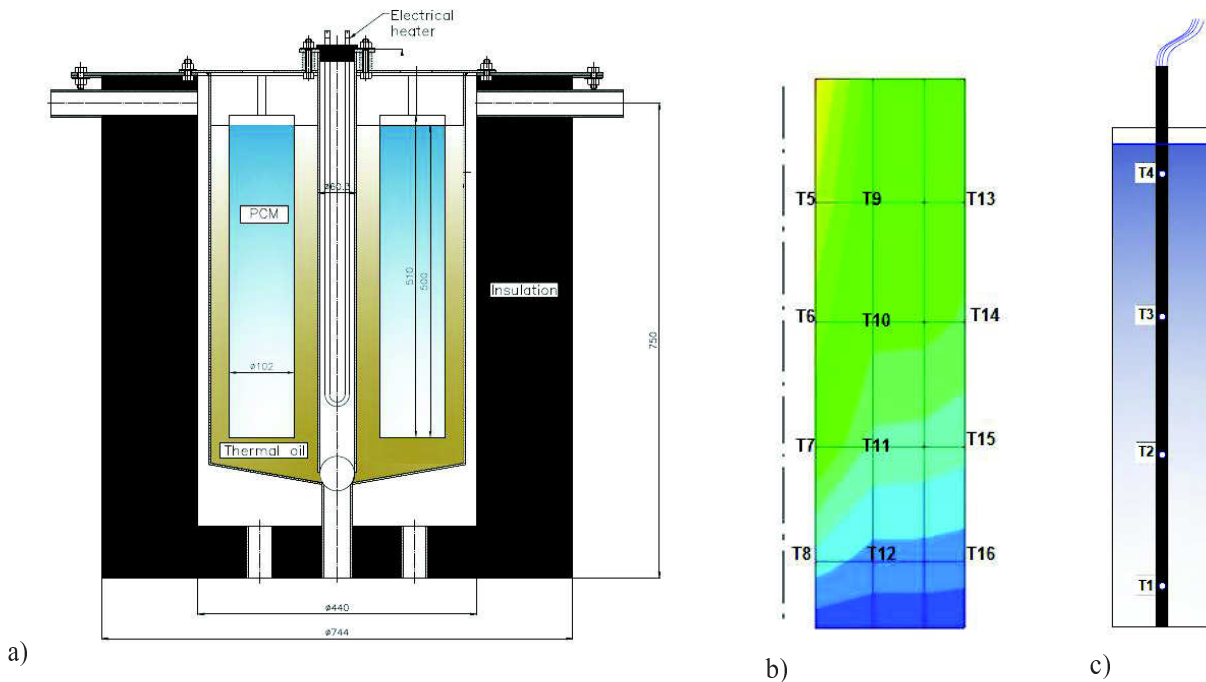 Electrical
heater
ø60.3
PCM
510
500
Insulation
750
ø102
Thermal oil
ø440
ø744
a)
T5
T9
T13
T6
T10
T14
T7
T11
T15
T8
T12
T16
b)
T4
T3
T2
T1
c)